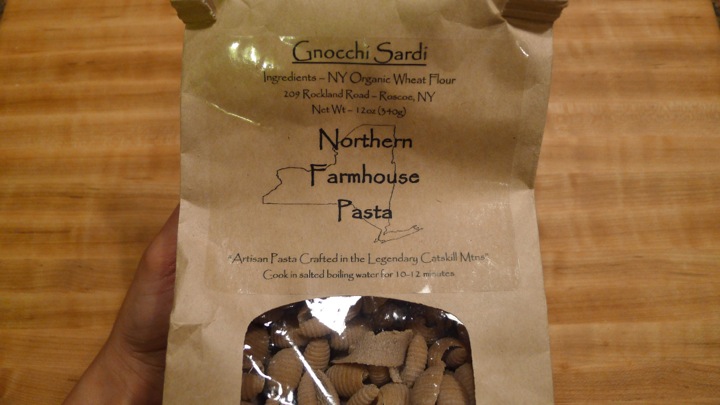 Gnocchi Sardi
Ingredients – NY Organic Wheat Flour
209 Rockland Road – Roscoe, NY
Net Wt – 12oz (340g)
Northern
Farmhouse
Pasta
"Artisan Pasta Crafted in the Legendary Catskill Mtns"
Cook in salted boiling water for 10-12 minutes